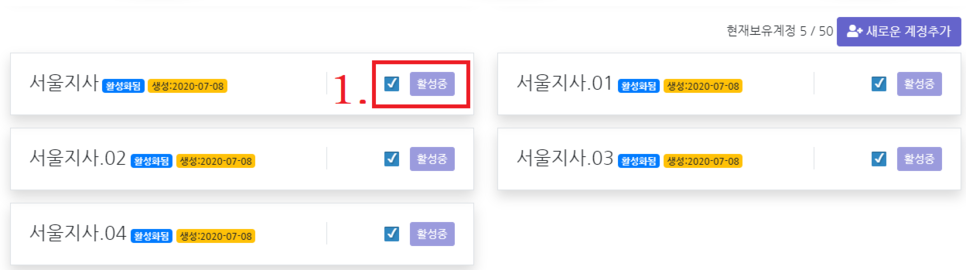 현재보유계정 5 / 50 새로운 계정추가
서울지사 활성화됨 생성:2020-07-08 1. 활성중
서울지사.01 활성화됨 생성:2020-07-08 활성중
서울지사.02 활성화됨 생성:2020-07-08 활성중
서울지사.03 활성화됨 생성:2020-07-08 활성중
서울지사.04 활성화됨 생성:2020-07-08 활성중